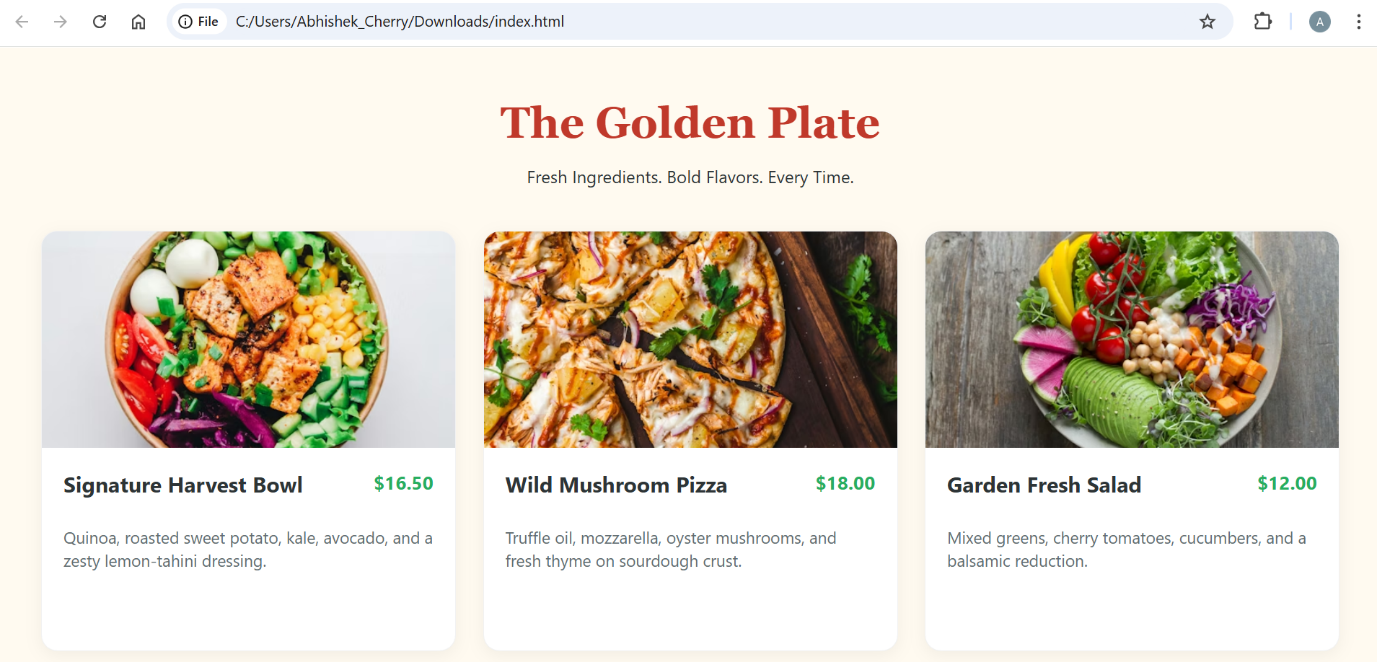 File C:/Users/Abhishek_Cherry/Downloads/index.html A
The Golden Plate
Fresh Ingredients. Bold Flavors. Every Time.
Signature Harvest Bowl $16.50
Quinoa, roasted sweet potato, kale, avocado, and a
zesty lemon-tahini dressing.
Wild Mushroom Pizza $18.00
Truffle oil, mozzarella, oyster mushrooms, and
fresh thyme on sourdough crust.
Garden Fresh Salad $12.00
Mixed greens, cherry tomatoes, cucumbers, and a
balsamic reduction.